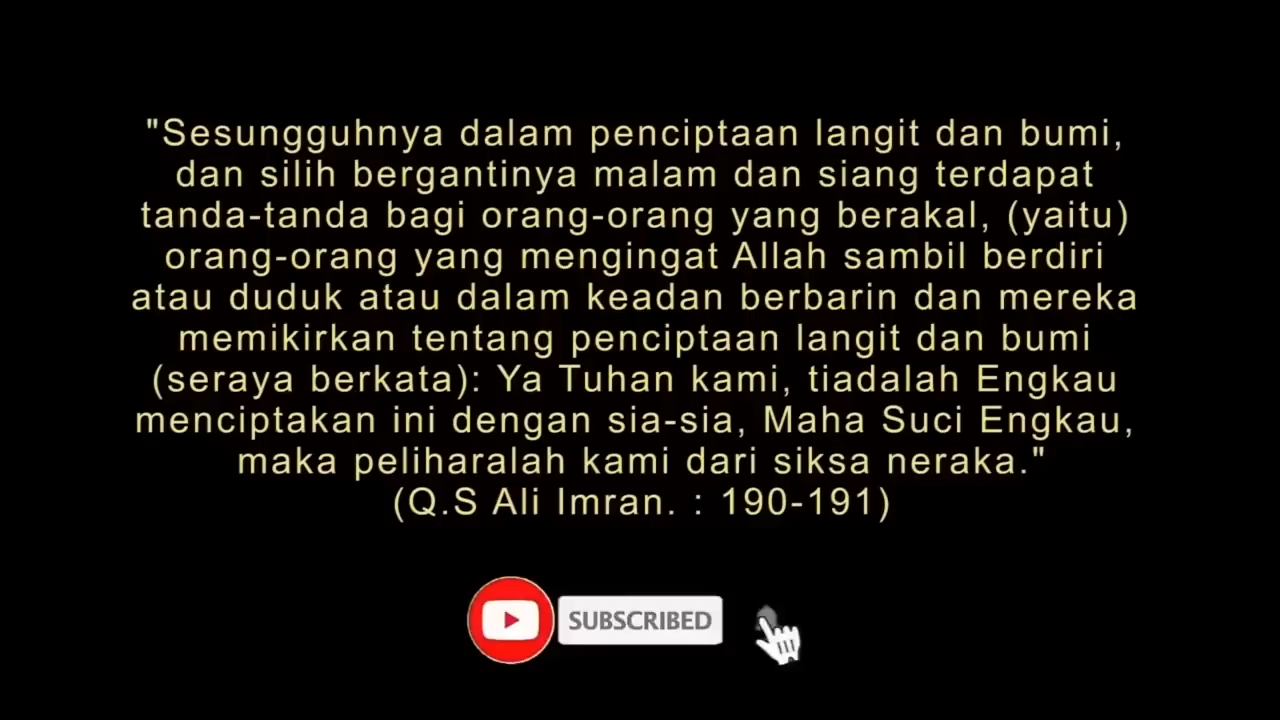 "Sesungguhnya dalam penciptaan langit dan bumi,
dan silih bergantinya malam dan siang terdapat
tanda-tanda bagi orang-orang yang berakal, (yaitu)
orang-orang yang mengingat Allah sambil berdiri
atau duduk atau dalam keadan berbarin dan mereka
memikirkan tentang penciptaan langit dan bumi
(seraya berkata): Ya Tuhan kami, tiadalah Engkau
menciptakan ini dengan sia-sia, Maha Suci Engkau,
maka peliharalah kami dari siksa neraka."
(Q.S Ali Imran. : 190-191)
SUBSCRIBED